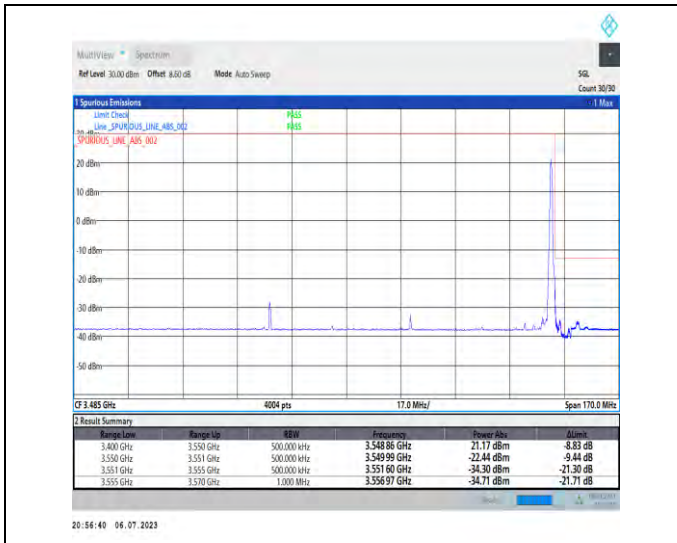 MultiView Spectrum
Ref Level 30.00 dBm Offset 8.60 dB Mode Auto Sweep SGL
Count 30/30
1 Spurious Emissions 1 Max
Limit Check PASS
Line _SPURIOUS_LINE_ABS_002 PASS
_SPURIOUS_LINE_ABS_002
20 dBm
10 dBm
0 dBm
-10 dBm
-20 dBm
-30 dBm
-40 dBm
-50 dBm
CF 3.485 GHz 4004 pts 17.0 MHz/ Span 170.0 MHz
2 Result Summary
Range Low Range Up RBW Frequency Power Abs ΔLimit
3.400 GHz 3.550 GHz 500.000 kHz 3.548 86 GHz 21.17 dBm -8.83 dB
3.550 GHz 3.551 GHz 500.000 kHz 3.549 99 GHz -22.44 dBm -9.44 dB
3.551 GHz 3.555 GHz 500.000 kHz 3.551 60 GHz -34.30 dBm -21.30 dB
3.555 GHz 3.570 GHz 1.000 MHz 3.556 97 GHz -34.71 dBm -21.71 dB
20:56:40 06.07.2023